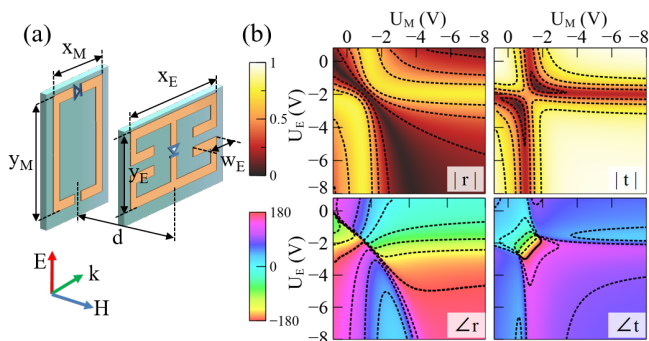 (a)
x_M
x_E
y_M
y_E
w_E
d
E
k
H
(b)
U_M (V)
0 −2 −4 −6 −8
0 −2 −4 −6 −8
1
0.5
0
U_E (V)
0
−2
−4
−6
−8
| r |
| t |
180
0
−180
U_E (V)
0
−2
−4
−6
−8
∠r
∠t